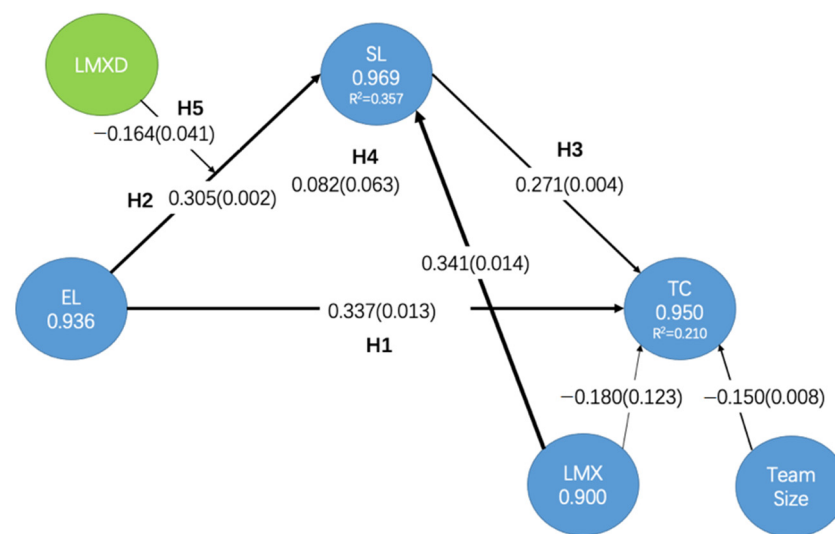 LMXD
SL
0.969
R²=0.357
H5
−0.164(0.041)
H4
0.082(0.063)
H3
0.271(0.004)
H2 0.305(0.002)
0.341(0.014)
EL
0.936
0.337(0.013)
H1
TC
0.950
R²=0.210
−0.180(0.123)
−0.150(0.008)
LMX
0.900
Team
Size